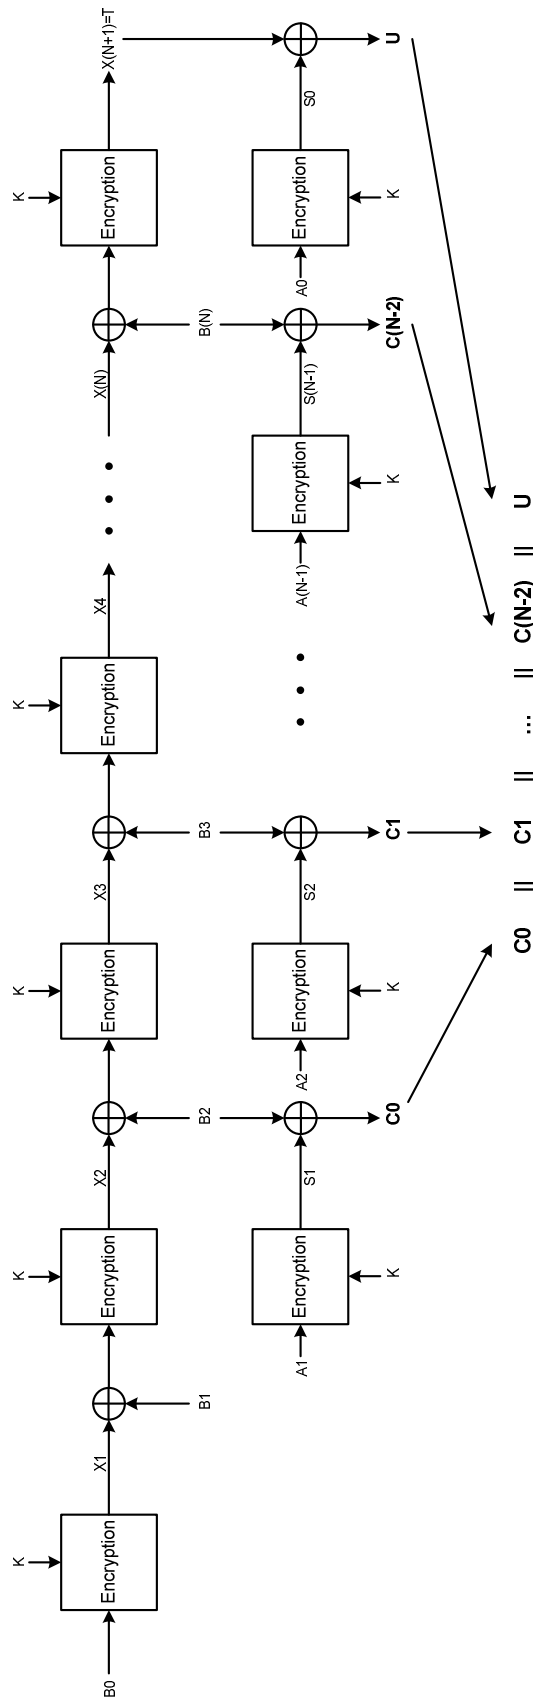 K K K K K
B0 Encryption X1 Encryption X2 Encryption X3 Encryption X4 • • • X(N) Encryption X(N+1)=T
B1 B2 B3 B(N)
A1 Encryption S1 A2 Encryption S2 • • • A(N-1) Encryption S(N-1) A0 Encryption S0
K K K K
C0 C1 C(N-2) U
C0 || C1 || ... || C(N-2) || U